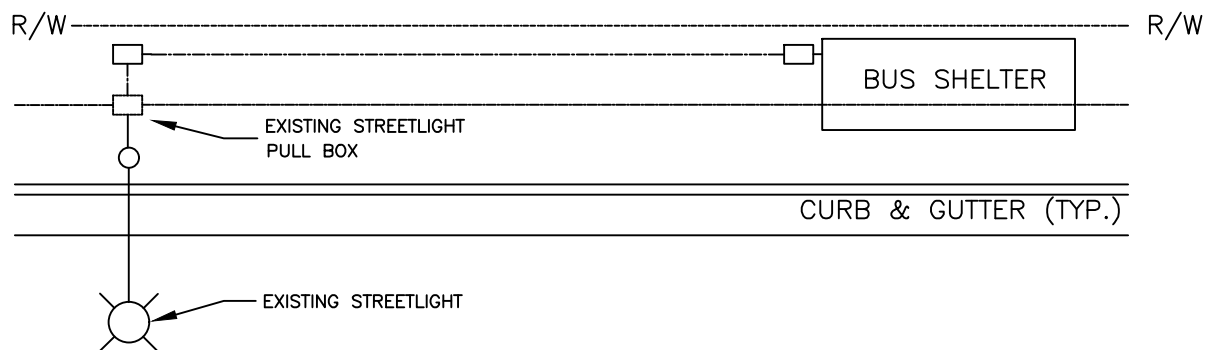 R/W
R/W
BUS SHELTER
EXISTING STREETLIGHT
PULL BOX
CURB & GUTTER (TYP.)
EXISTING STREETLIGHT